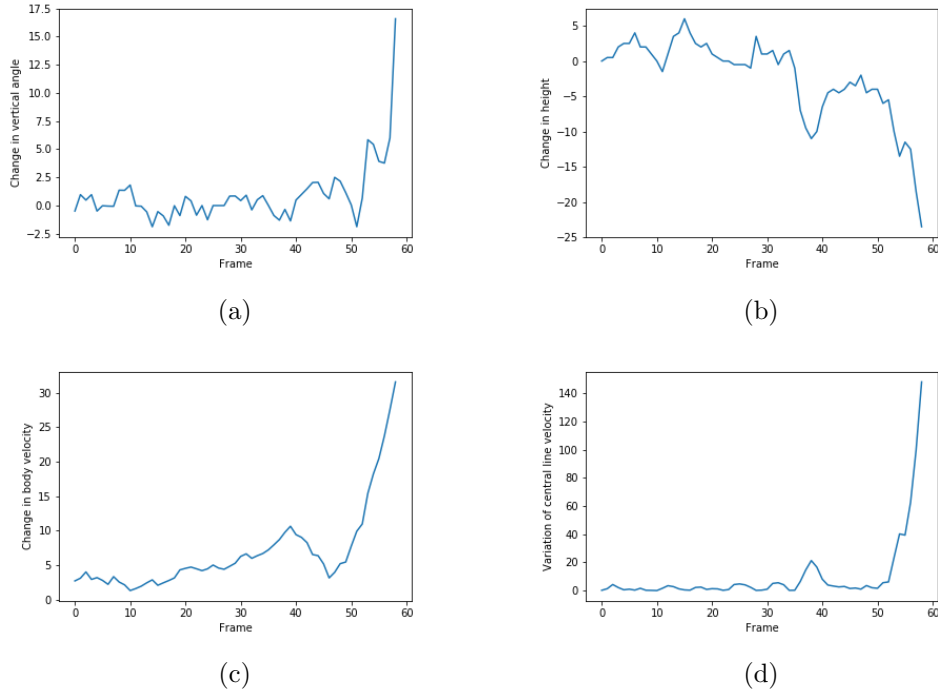 17.5
15.0
12.5
10.0
7.5
5.0
2.5
0.0
−2.5
Change in vertical angle
0 10 20 30 40 50 60
Frame
(a)
5
0
−5
−10
−15
−20
−25
Change in height
0 10 20 30 40 50 60
Frame
(b)
30
25
20
15
10
5
0
Change in body velocity
0 10 20 30 40 50 60
Frame
(c)
140
120
100
80
60
40
20
0
Variation of central line velocity
0 10 20 30 40 50 60
Frame
(d)